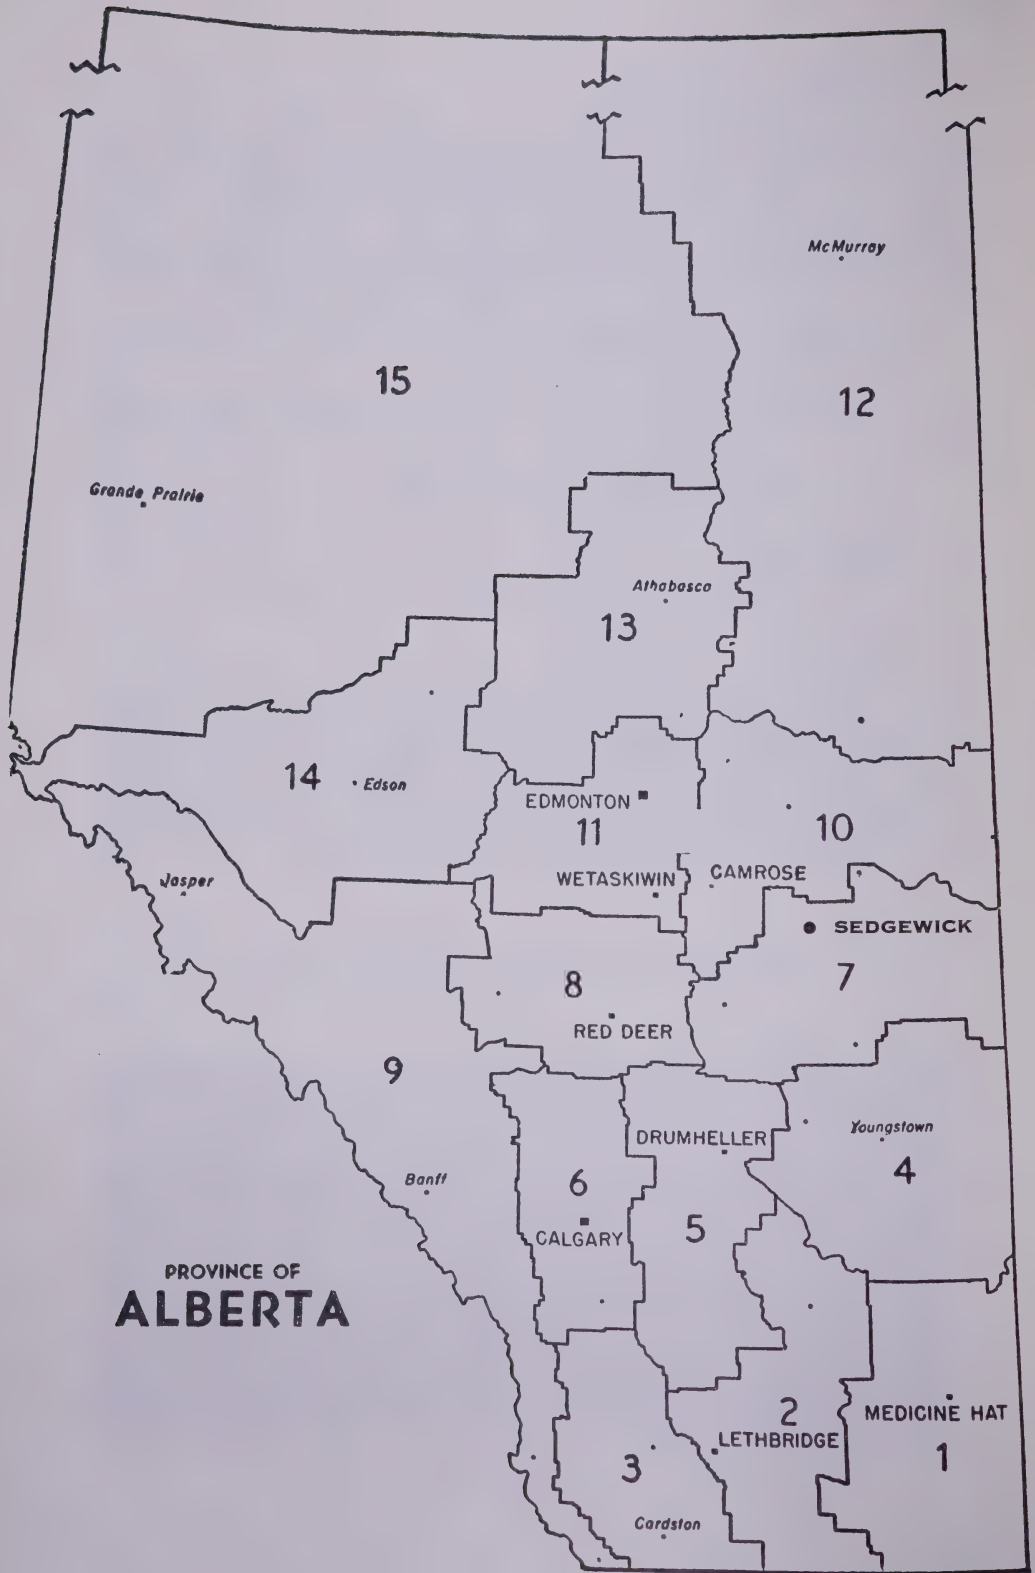 McMurray
15
12
Grande Prairie
Athabasca
13
14
Edson
EDMONTON
11
10
Jasper
WETASKIWIN
CAMROSE
SEDGEWICK
7
8
RED DEER
9
DRUMHELLER
Youngstown
4
Banff
6
5
CALGARY
PROVINCE OF
ALBERTA
2
MEDICINE HAT
LETHBRIDGE
3
1
Cardston